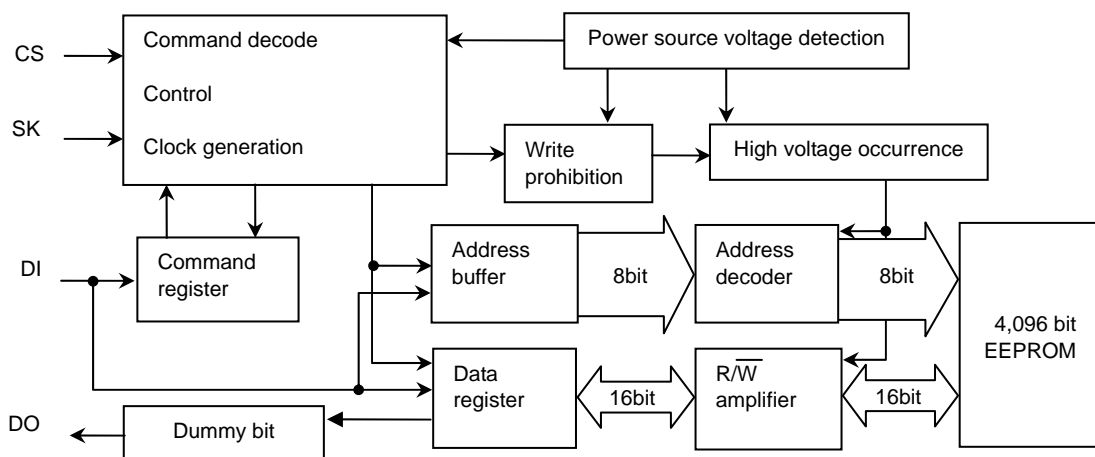 CS
Command decode
Control
Clock generation
Power source voltage detection
SK
Write
prohibition
High voltage occurrence
DI
Command
register
Address
buffer
8bit
Address
decoder
8bit
4,096 bit
EEPROM
Data
register
16bit
R/W̅
amplifier
16bit
DO
Dummy bit